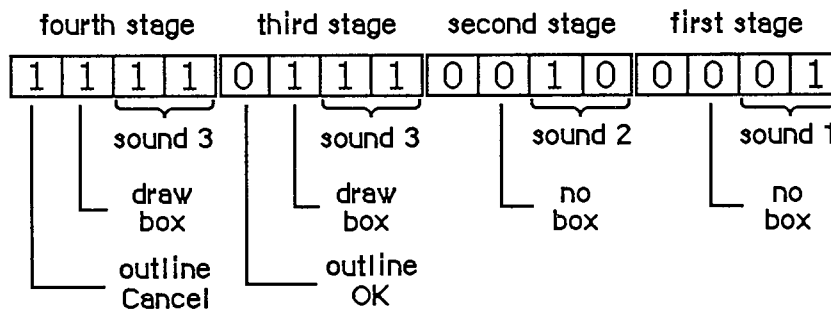 fourth stage third stage second stage first stage
1 1 1 1 0 1 1 1 0 0 1 0 0 0 0 1
sound 3 sound 3 sound 2 sound 1
draw box draw box no box no box
outline Cancel outline OK